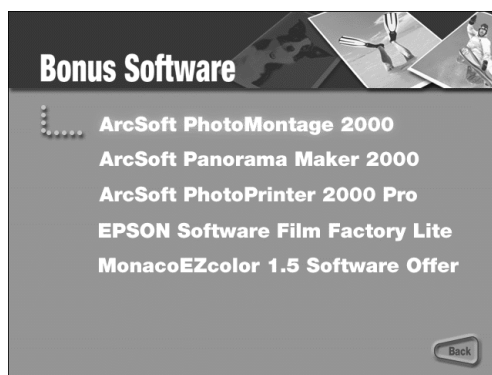 Bonus Software
ArcSoft PhotoMontage 2000
ArcSoft Panorama Maker 2000
ArcSoft PhotoPrinter 2000 Pro
EPSON Software Film Factory Lite
MonacoEZcolor 1.5 Software Offer
Back